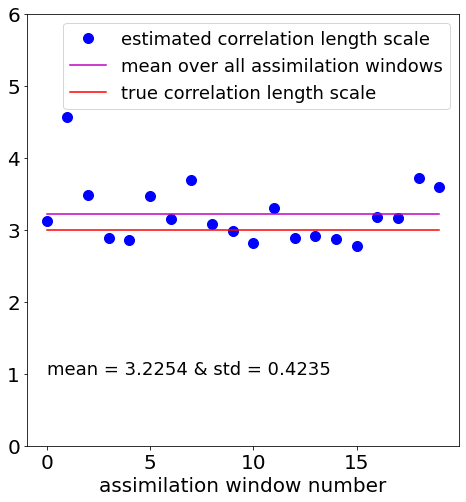 6
estimated correlation length scale
mean over all assimilation windows
true correlation length scale
5
4
3
2
1
mean = 3.2254 & std = 0.4235
0
0 5 10 15
assimilation window number